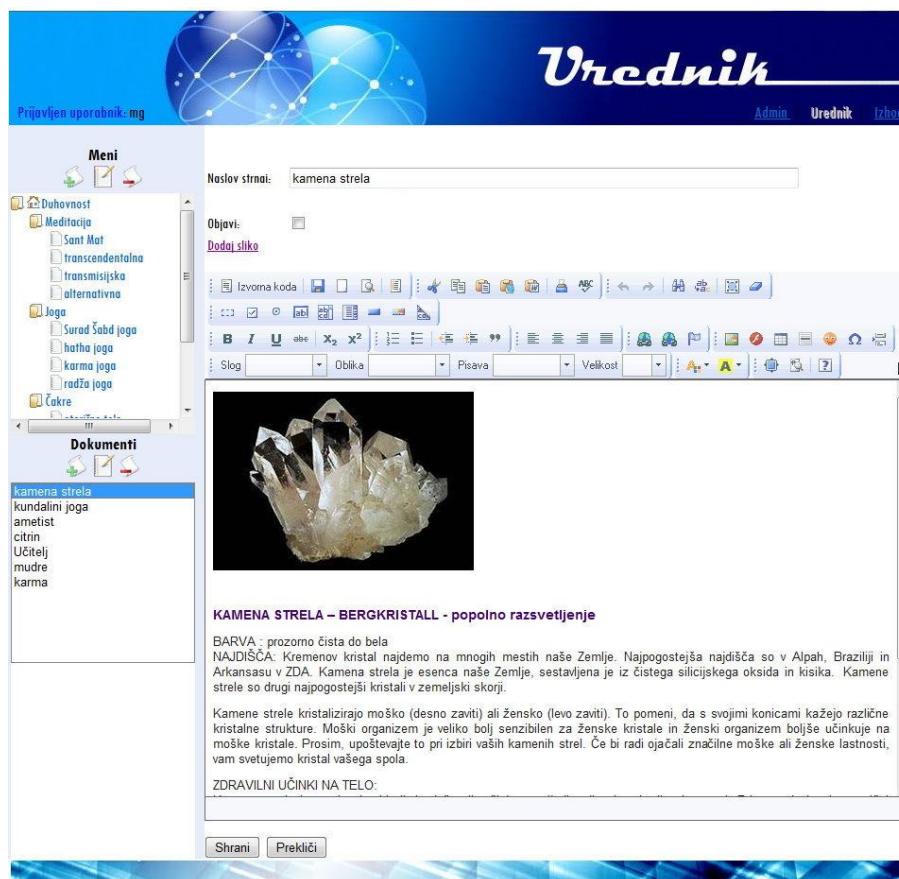 Urednik
Prijavljen uporabnik: mg
Admin Urednik
Meni
Duhovnost
Meditacija
Sant Mat
transcendentalna
transmisijska
alternativna
Joga
Surad Šabd joga
hatha joga
karma joga
radža joga
Čakre
Dokumenti
kamena strela
kundalini joga
ametist
citrin
Učitelj
mudre
karma
Naslov strnai: kamena strela
Objavi:
Dodaj sliko
Izvorna koda
Slog Oblika Pisava Velikost
KAMENA STRELA – BERGKRISTALL - popolno razsvetljenje
BARVA : prozorno čista do bela
NAJDIŠČA: Kremenov kristal najdemo na mnogih mestih naše Zemlje. Najpogostejša najdišča so v Alpah, Braziliji in
Arkansasu v ZDA. Kamena strela je esenca naše Zemlje, sestavljena je iz čistega silicijskega oksida in kisika. Kamene
strele so drugi najpogostejši kristali v zemeljski skorji.
Kamene strele kristalizirajo moško (desno zaviti) ali žensko (levo zaviti). To pomeni, da s svojimi konicami kažejo različne
kristalne strukture. Moški organizem je veliko bolj senzibilen za ženske kristale in ženski organizem boljše učinkuje na
moške kristale. Prosim, upoštevajte to pri izbiri vaših kamenih strel. Če bi radi ojačali značilne moške ali ženske lastnosti,
vam svetujemo kristal vašega spola.
ZDRAVILNI UČINKI NA TELO:
Shrani Prekliči